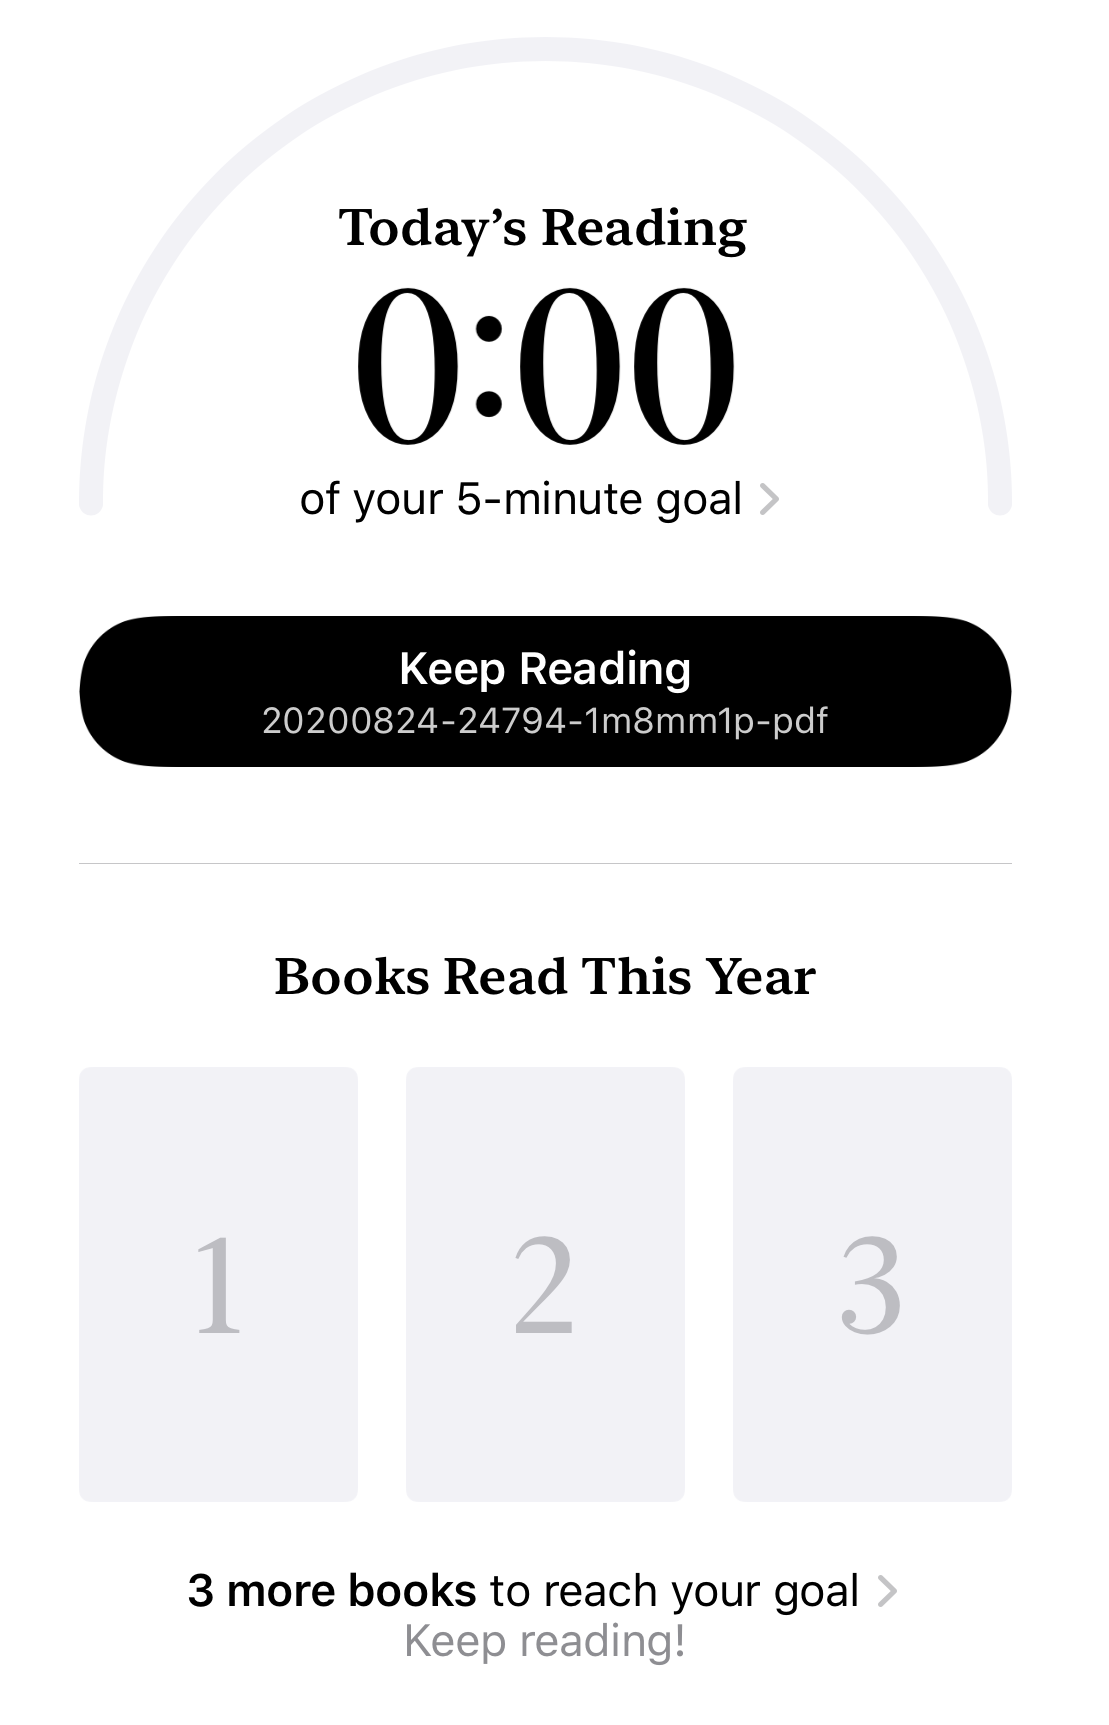 Today’s Reading
0:00
of your 5-minute goal
Keep Reading
20200824-24794-1m8mm1p-pdf
Books Read This Year
1
2
3
3 more books to reach your goal
Keep reading!